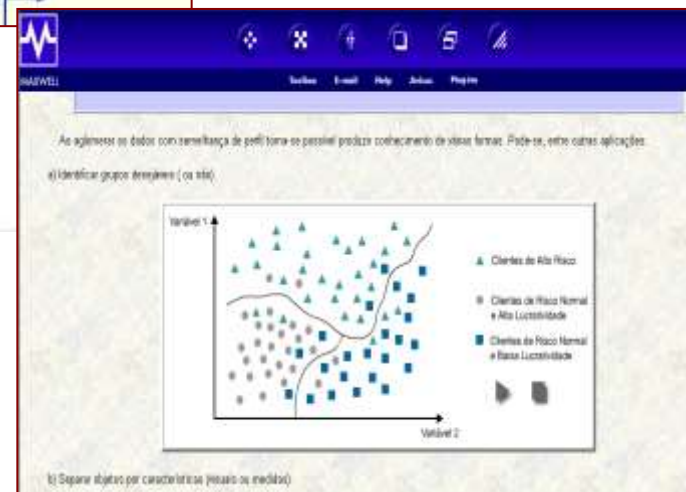 MAXWELL
Toolbox E-mail Help Avisos Plug-ins
Ao aglomerar os dados com semelhança de perfil torna-se possível produzir conhecimento de várias formas. Pode-se, entre outras aplicações:
a) Identificar grupos desejáveis ( ou não).
Variável 1
Clientes de Alto Risco
Clientes de Risco Normal
e Alta Lucratividade
Clientes de Risco Normal
e Baixa Lucratividade
Variável 2
b) Separar objetos por características (visuais ou medidas)